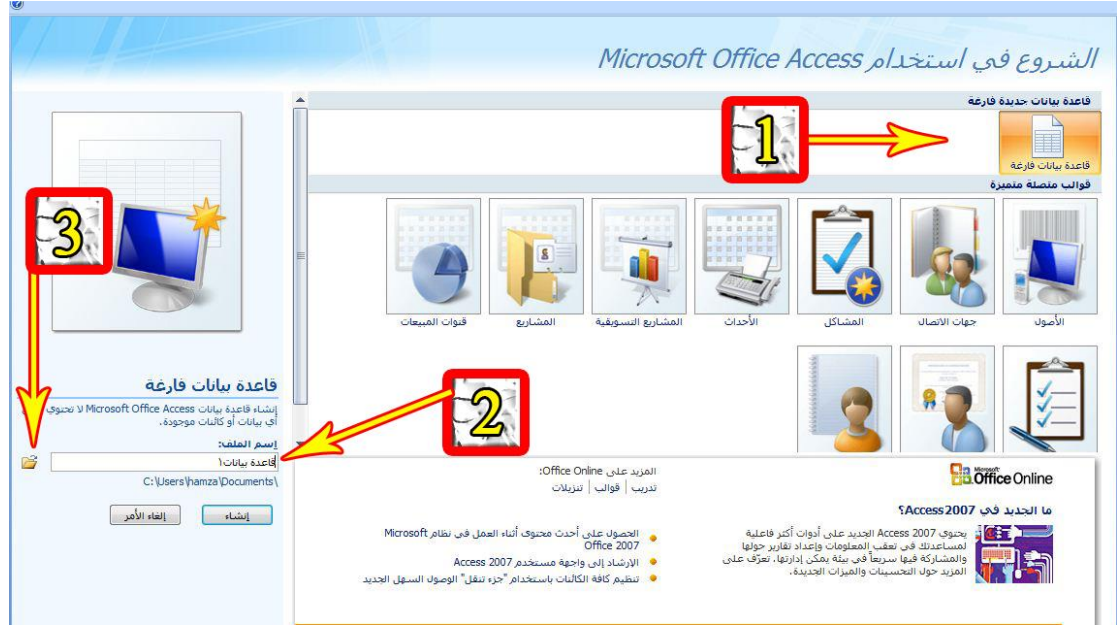 الشروع في استخدام Microsoft Office Access
قاعدة بيانات جديدة فارغة
1
قاعدة بيانات فارغة
قوالب متصلة متميزة
الأصول
جهات الاتصال
المشاكل
الأحداث
المشاريع التسويقية
المشاريع
قنوات المبيعات
3
قاعدة بيانات فارغة
إنشاء قاعدة بيانات Microsoft Office Access لا تحتوي
أي بيانات أو كائنات موجودة.
2
اسم الملف:
قاعدة بيانات١
C:\Users\hamza\Documents\
إنشاء
إلغاء الأمر
Microsoft
Office Online
المزيد على Office Online:
تدريب | قوالب | تنزيلات
ما الجديد في Access 2007؟
يحتوي Access 2007 الجديد على أدوات أكثر فاعلية
لمساعدتك في تعقب المعلومات وإعداد تقارير حولها
والمشاركة فيها سريعاً في بيئة يمكن إدارتها. تعرّف على
المزيد حول التحسينات والميزات الجديدة.
الحصول على أحدث محتوى أثناء العمل في نظام Microsoft
Office 2007
الارشاد إلى واجهة مستخدم Access 2007
تنظيم كافة الكائنات باستخدام "جزء تنقل" الوصول السهل الجديد